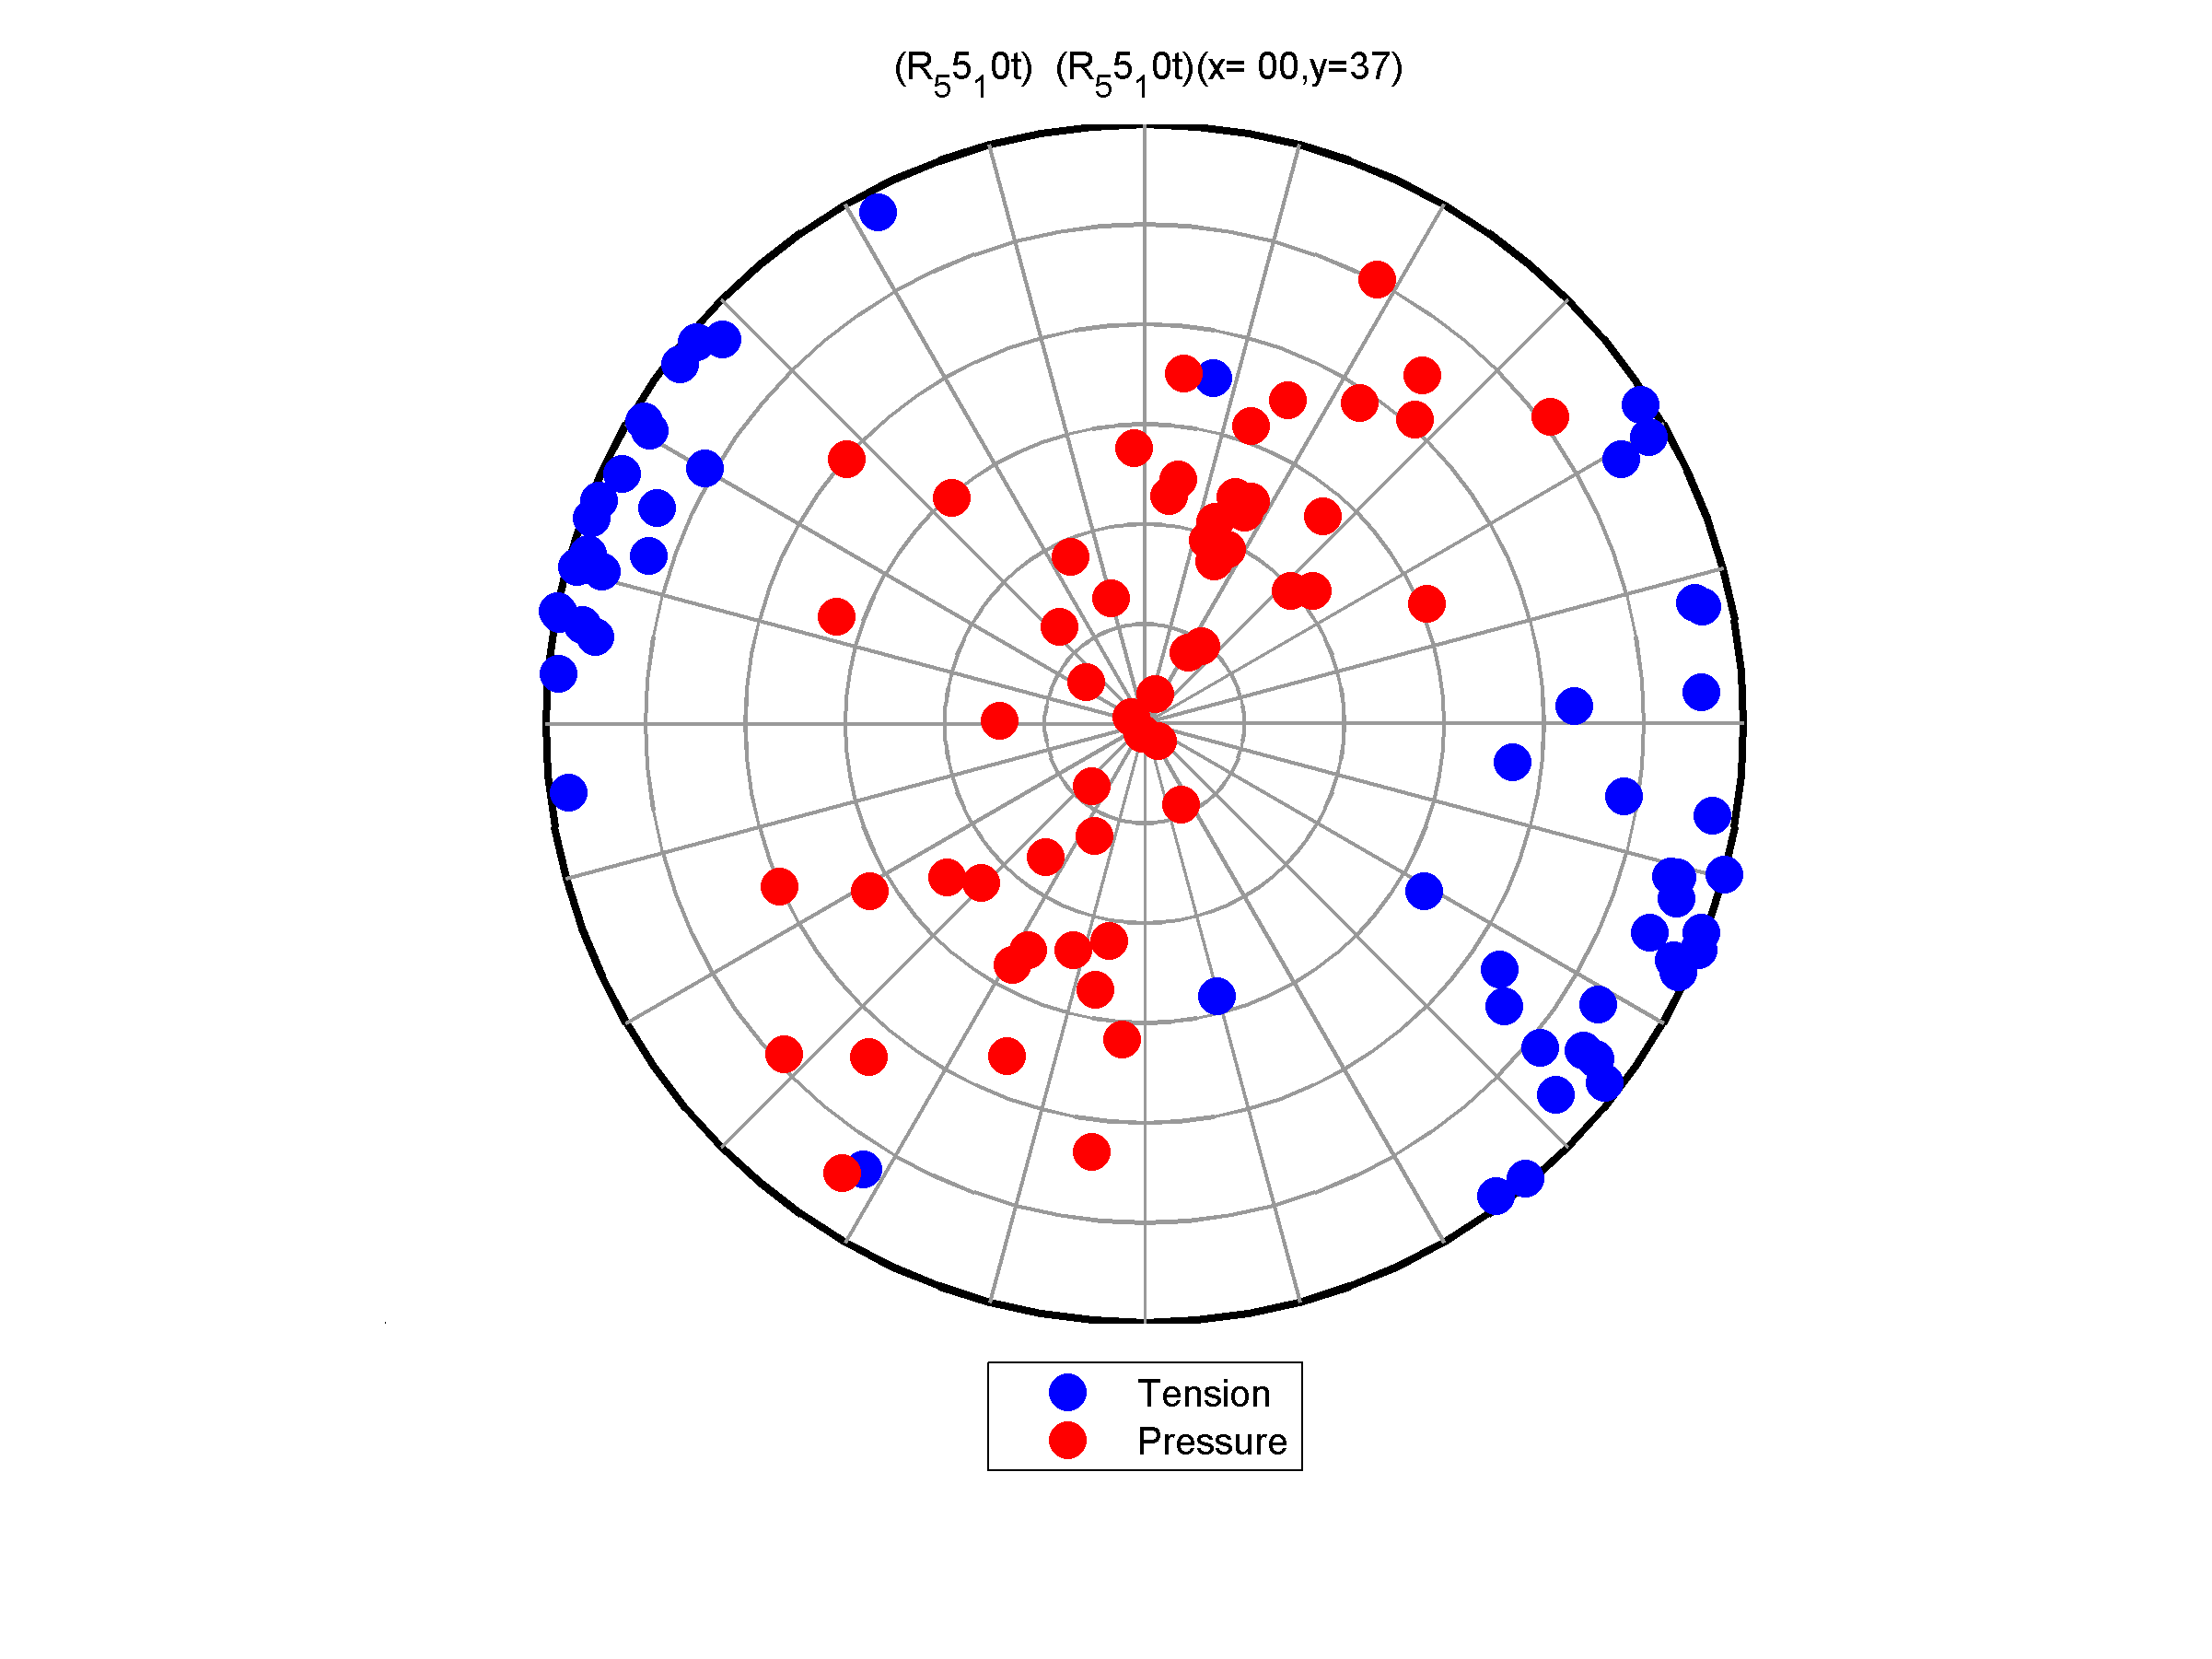 (R₅5₁0t) (R₅5₁0t)(x= 00,y=37)
Tension
Pressure